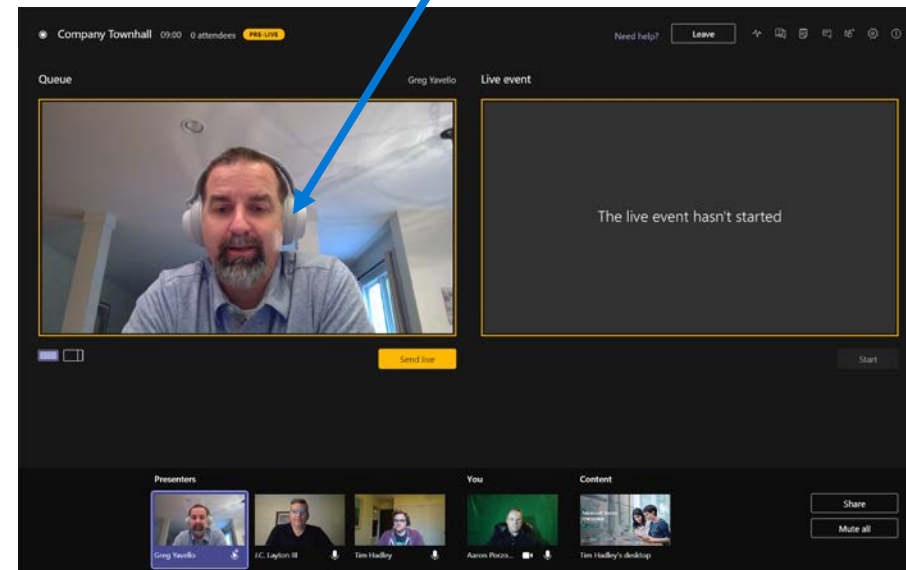 Company Townhall 09:00 0 attendees PRE-LIVE Need help? Leave
Queue Greg Yavello Live event
The live event hasn't started
Send live Start
Presenters You Content
Share
Mute all
Greg Yavello J.C. Layton III Tim Hadley Aaron Porzo... Tim Hadley's desktop